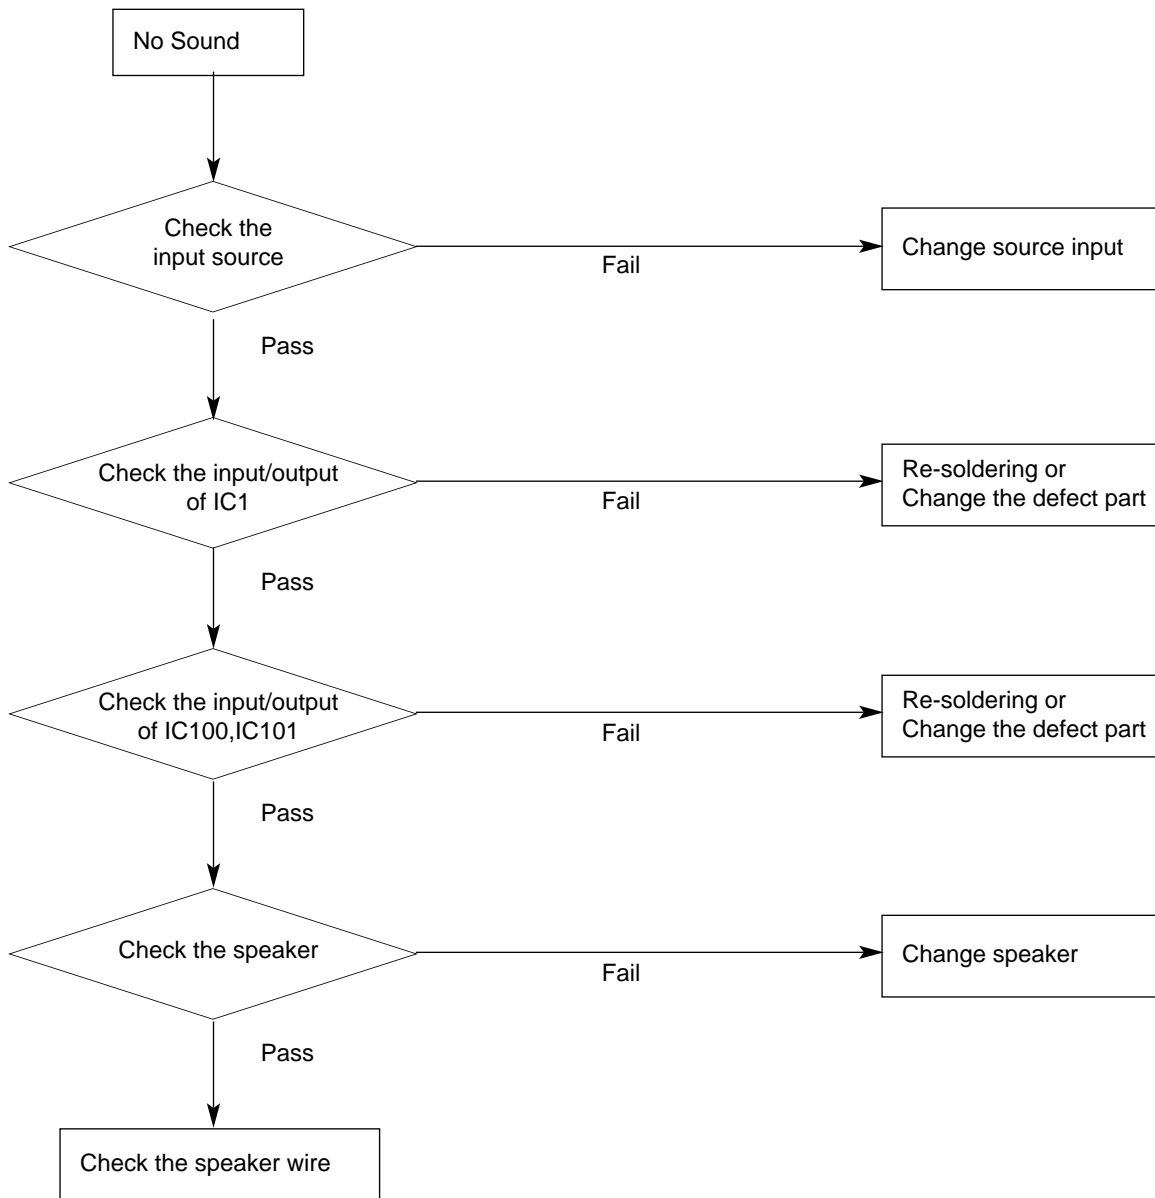 No Sound
Check the
input source
Fail
Change source input
Pass
Check the input/output
of IC1
Fail
Re-soldering or
Change the defect part
Pass
Check the input/output
of IC100,IC101
Fail
Re-soldering or
Change the defect part
Pass
Check the speaker
Fail
Change speaker
Pass
Check the speaker wire